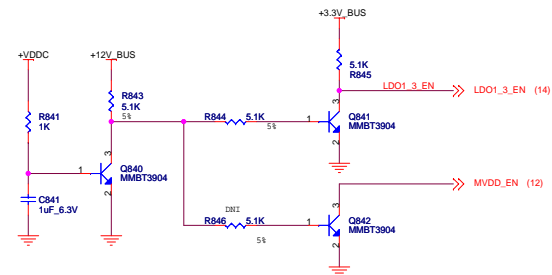 +3.3V_BUS
+VDDC
+12V_BUS
5.1K
R845
LDO1_3_EN
LDO1_3_EN (14)
R843
5.1K
5%
R841
1K
R844 5.1K
5%
1
3
2
Q841
MMBT3904
1
3
2
Q840
MMBT3904
MVDD_EN (12)
C841
1uF_6.3V
DNI
R846 5.1K
5%
1
3
2
Q842
MMBT3904